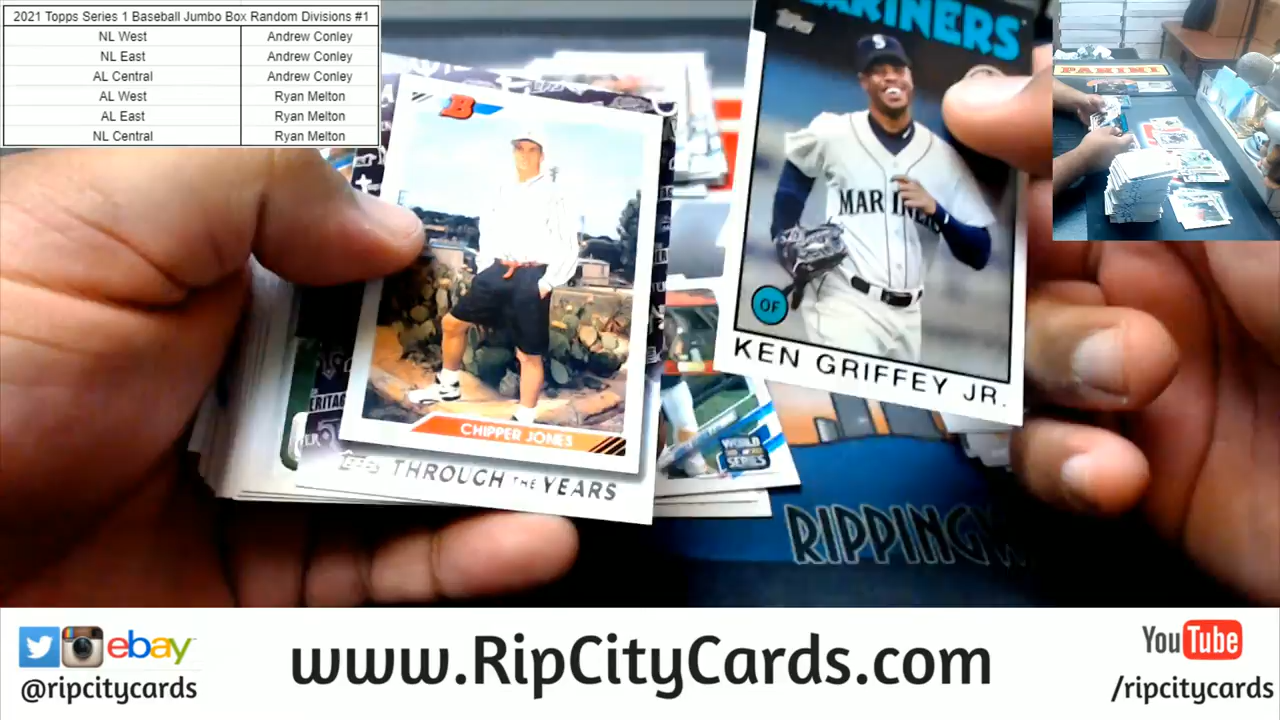 2021 Topps Series 1 Baseball Jumbo Box Random Divisions #1
NL West Andrew Conley
NL East Andrew Conley
AL Central Andrew Conley
AL West Ryan Melton
AL East Ryan Melton
NL Central Ryan Melton
PANINI
Topps
MARINERS
B
MARINERS
OF
KEN GRIFFEY JR.
CHIPPER JONES
Topps THROUGH THE YEARS
WORLD SERIES
RIPPING
ebay
@ripcitycards
www.RipCityCards.com
YouTube
/ripcitycards